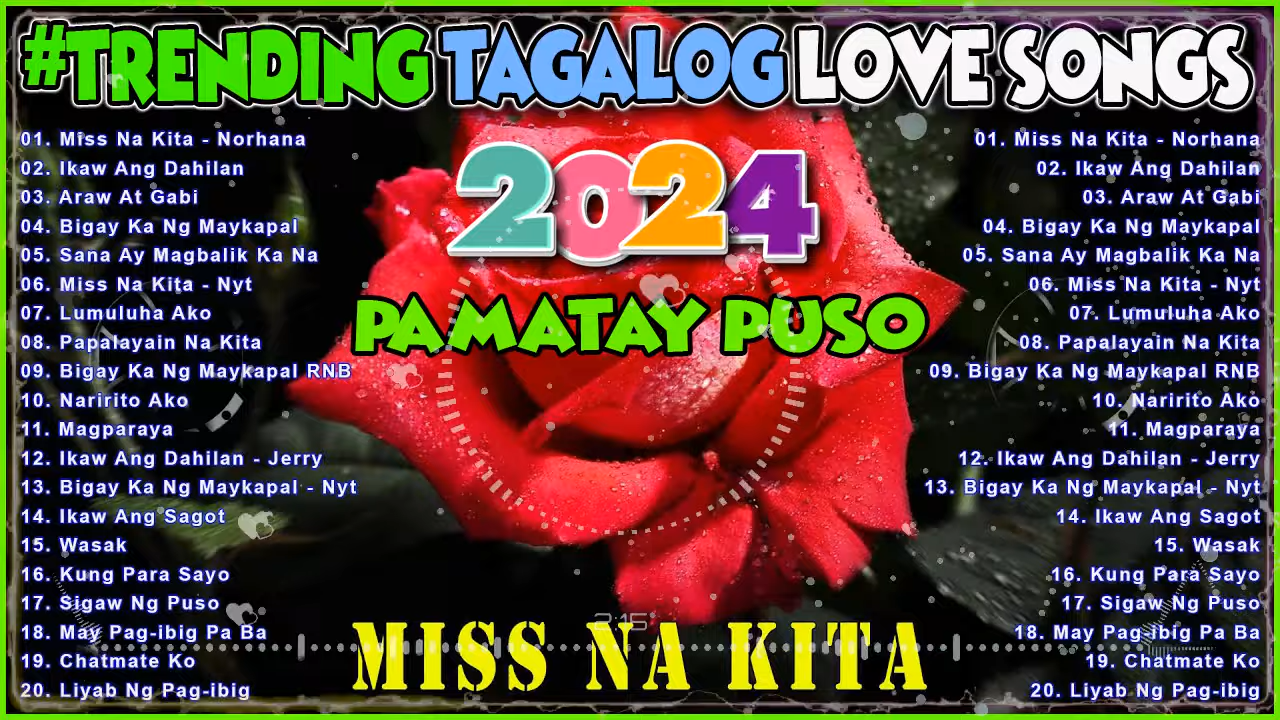 #TRENDING TAGALOG LOVE SONGS
2024
PAMATAY PUSO
01. Miss Na Kita - Norhana
02. Ikaw Ang Dahilan
03. Araw At Gabi
04. Bigay Ka Ng Maykapal
05. Sana Ay Magbalik Ka Na
06. Miss Na Kita - Nyt
07. Lumuluha Ako
08. Papalayain Na Kita
09. Bigay Ka Ng Maykapal RNB
10. Naririto Ako
11. Magparaya
12. Ikaw Ang Dahilan - Jerry
13. Bigay Ka Ng Maykapal - Nyt
14. Ikaw Ang Sagot
15. Wasak
16. Kung Para Sayo
17. Sigaw Ng Puso
18. May Pag-ibig Pa Ba
19. Chatmate Ko
20. Liyab Ng Pag-ibig
01. Miss Na Kita - Norhana
02. Ikaw Ang Dahilan
03. Araw At Gabi
04. Bigay Ka Ng Maykapal
05. Sana Ay Magbalik Ka Na
06. Miss Na Kita - Nyt
07. Lumuluha Ako
08. Papalayain Na Kita
09. Bigay Ka Ng Maykapal RNB
10. Naririto Ako
11. Magparaya
12. Ikaw Ang Dahilan - Jerry
13. Bigay Ka Ng Maykapal - Nyt
14. Ikaw Ang Sagot
15. Wasak
16. Kung Para Sayo
17. Sigaw Ng Puso
18. May Pag-ibig Pa Ba
19. Chatmate Ko
20. Liyab Ng Pag-ibig
MISS NA KITA